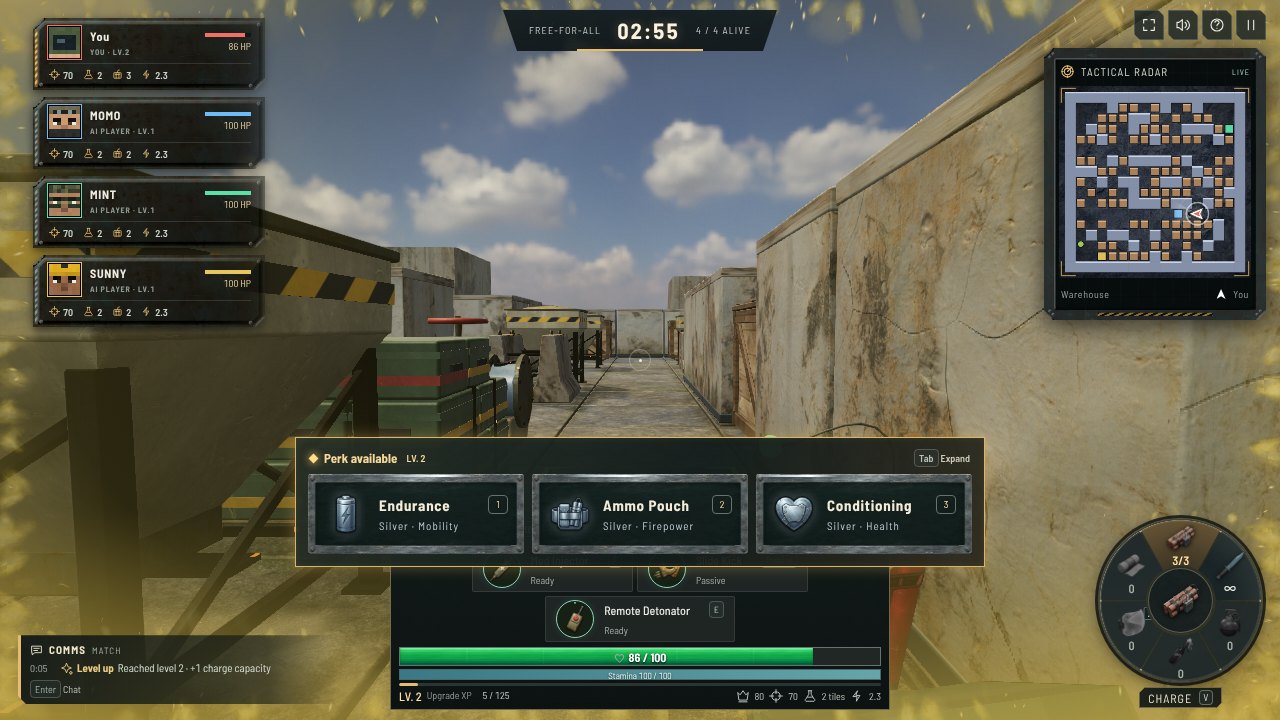 You
YOU · LV.2
86 HP
70 2 3 2.3
MOMO
AI PLAYER · LV.1
100 HP
70 2 2 2.3
MINT
AI PLAYER · LV.1
100 HP
70 2 2 2.3
SUNNY
AI PLAYER · LV.1
100 HP
70 2 2 2.3
FREE-FOR-ALL 02:55 4 / 4 ALIVE
TACTICAL RADAR LIVE
Warehouse You
Perk available LV. 2
Tab Expand
Endurance 1
Silver · Mobility
Ammo Pouch 2
Silver · Firepower
Conditioning 3
Silver · Health
Ready
Passive
Remote Detonator E
Ready
86 / 100
Stamina 100 / 100
LV. 2 Upgrade XP 5 / 125
80 70 2 tiles 2.3
COMMS MATCH
0:05 Level up Reached level 2 · +1 charge capacity
Enter Chat
3/3
0 ∞
0 0
0
CHARGE V